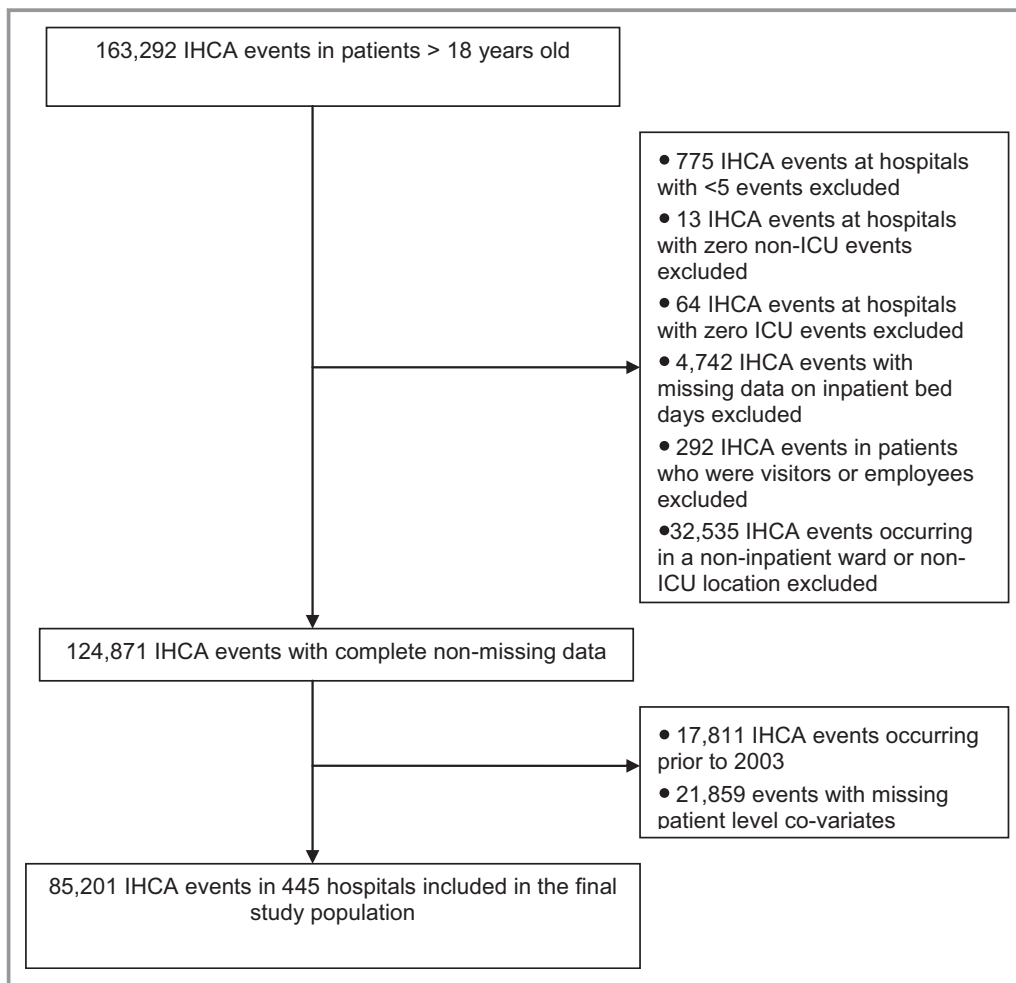 163,292 IHCA events in patients > 18 years old
● 775 IHCA events at hospitals
with <5 events excluded
● 13 IHCA events at hospitals
with zero non-ICU events
excluded
● 64 IHCA events at hospitals
with zero ICU events excluded
● 4,742 IHCA events with
missing data on inpatient bed
days excluded
● 292 IHCA events in patients
who were visitors or employees
excluded
●32,535 IHCA events occurring
in a non-inpatient ward or non-
ICU location excluded
124,871 IHCA events with complete non-missing data
● 17,811 IHCA events occurring
prior to 2003
● 21,859 events with missing
patient level co-variates
85,201 IHCA events in 445 hospitals included in the final
study population